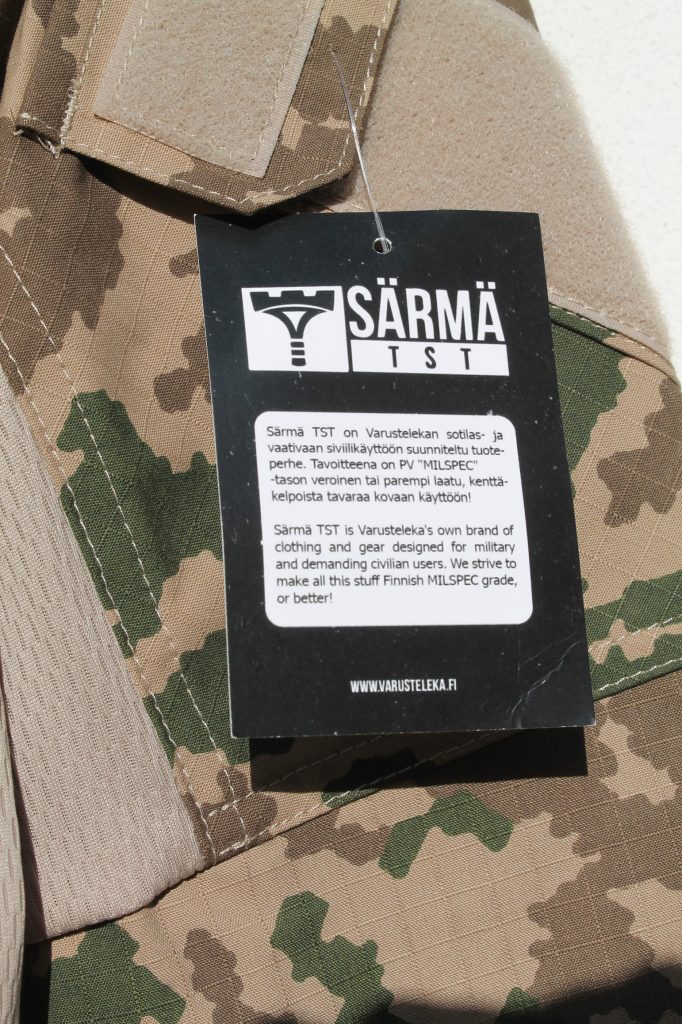 SÄRMÄ
TST
Särmä TST on Varustelekan sotilas- ja
vaativaan siviilikäyttöön suunniteltu tuote-
perhe. Tavoitteena on PV "MILSPEC"
-tason veroinen tai parempi laatu, kenttä-
kelpoista tavaraa kovaan käyttöön!
Särmä TST is Varusteleka's own brand of
clothing and gear designed for military
and demanding civilian users. We strive to
make all this stuff Finnish MILSPEC grade,
or better!
WWW.VARUSTELEKA.FI